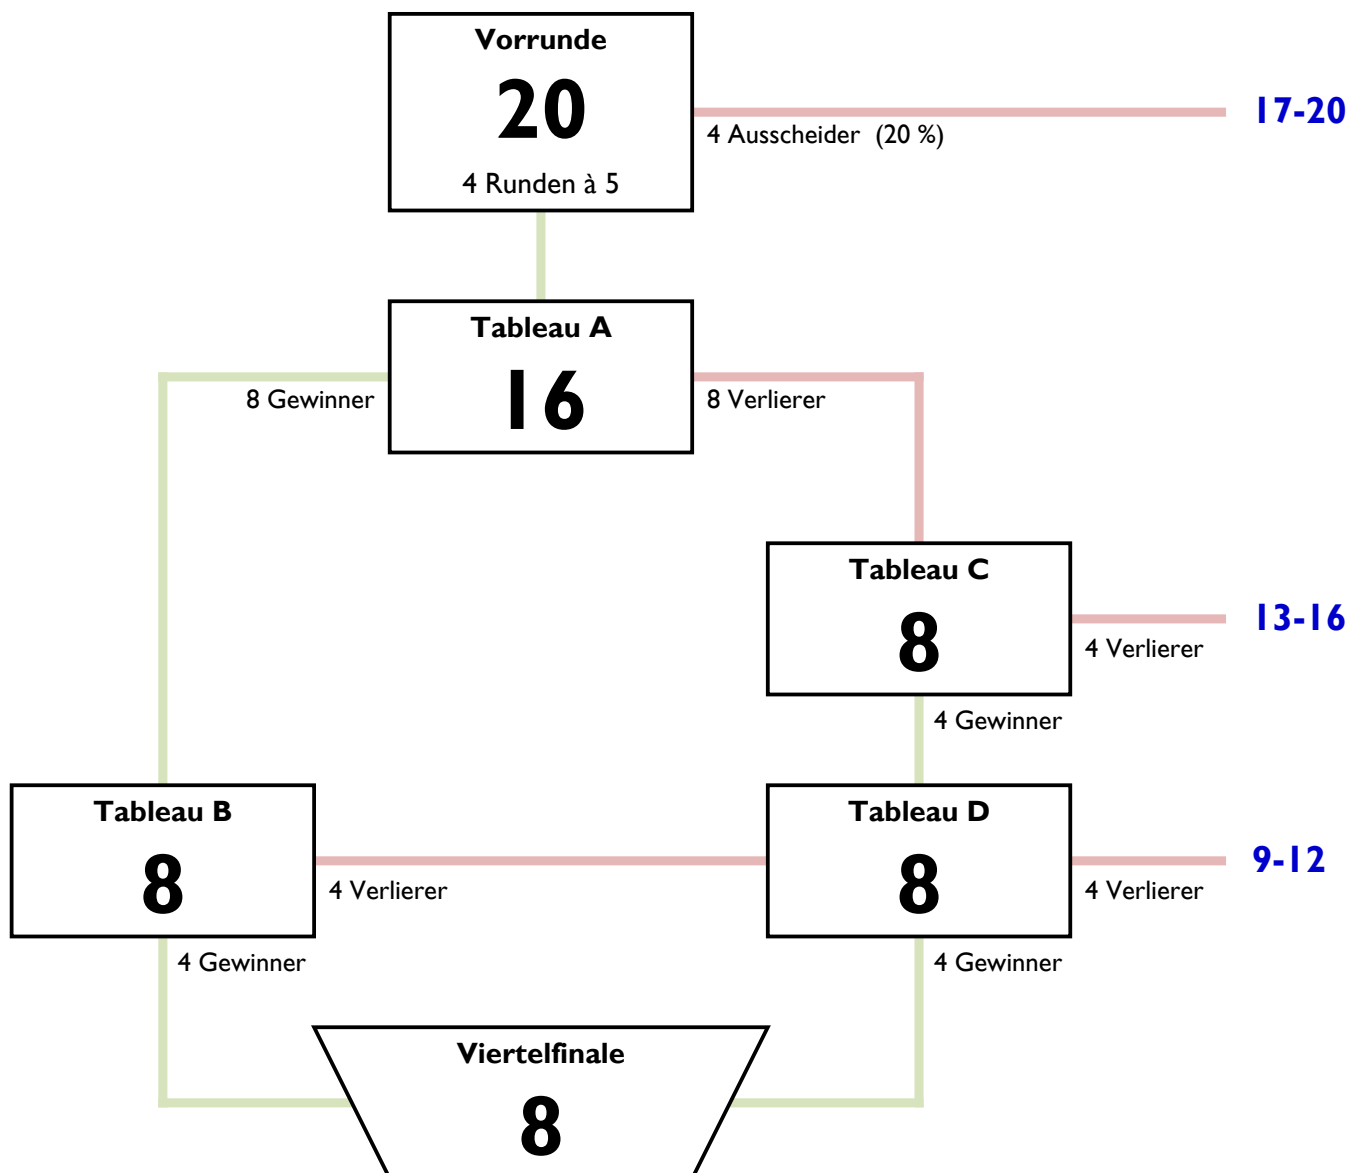 Vorrunde
20
4 Runden à 5
4 Ausscheider (20 %)
17-20
Tableau A
16
8 Gewinner
8 Verlierer
Tableau C
8
4 Verlierer
13-16
4 Gewinner
Tableau B
8
4 Verlierer
Tableau D
8
4 Verlierer
9-12
4 Gewinner
4 Gewinner
Viertelfinale
8